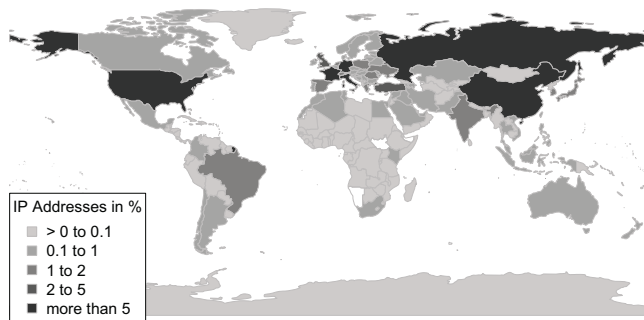 IP Addresses in %
> 0 to 0.1
0.1 to 1
1 to 2
2 to 5
more than 5